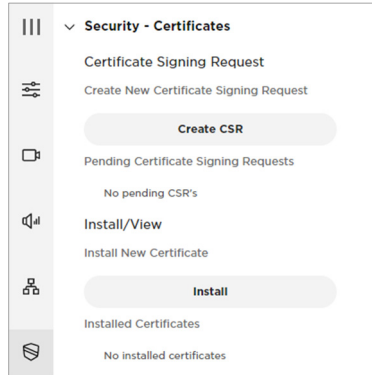 Security - Certificates
Certificate Signing Request
Create New Certificate Signing Request
Create CSR
Pending Certificate Signing Requests
No pending CSR's
Install/View
Install New Certificate
Install
Installed Certificates
No installed certificates